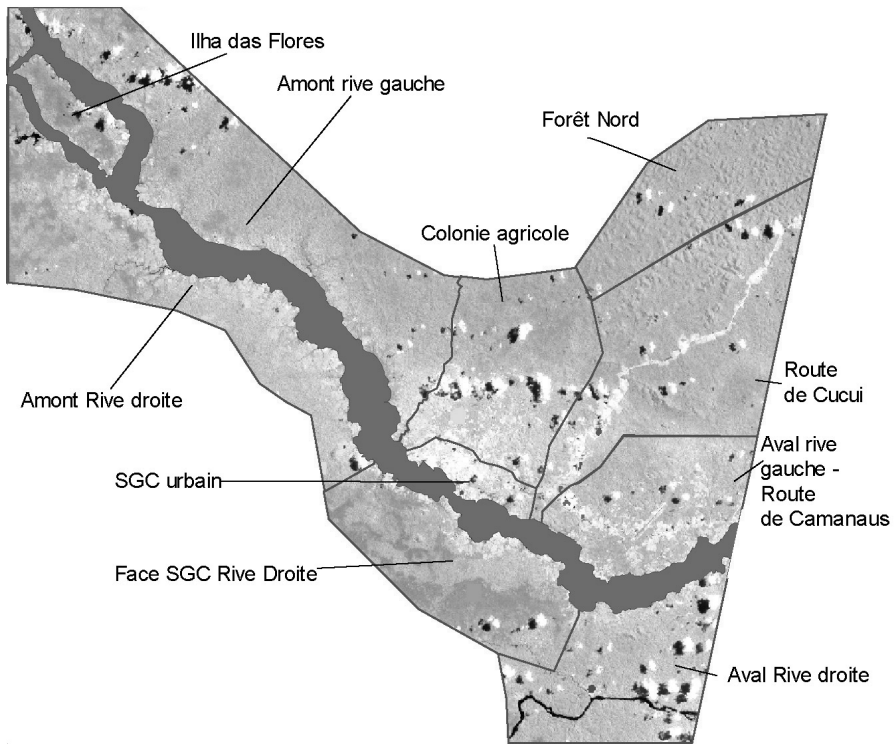 Ilha das Flores
Amont rive gauche
Forêt Nord
Colonie agricole
Amont Rive droite
Route
de Cucui
SGC urbain
Aval rive
gauche -
Route
de Camanaus
Face SGC Rive Droite
Aval Rive droite